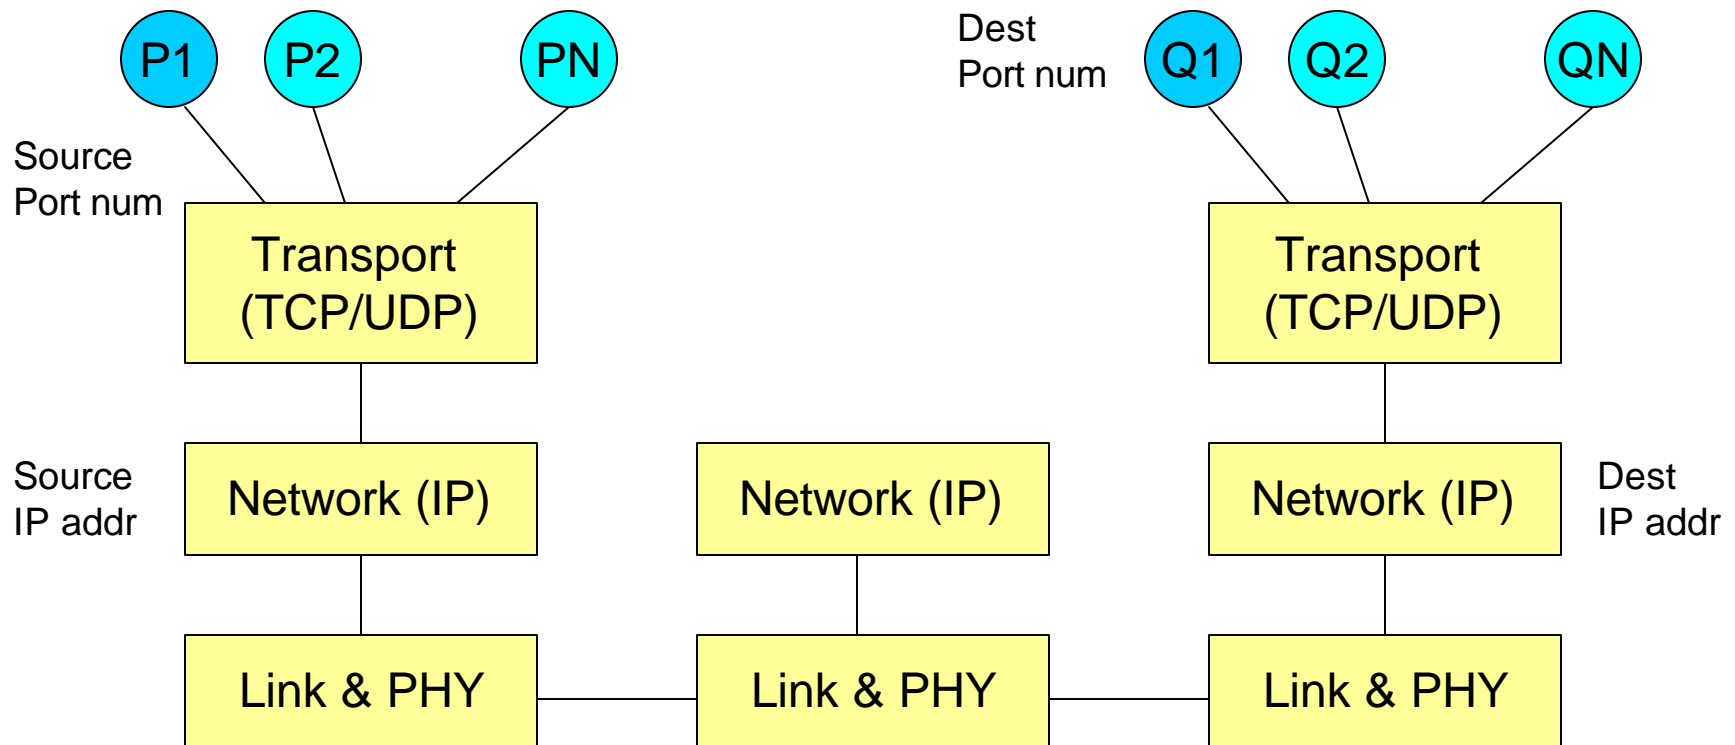 P1
P2
PN
Dest
Port num
Q1
Q2
QN
Source
Port num
Transport
(TCP/UDP)
Transport
(TCP/UDP)
Source
IP addr
Network (IP)
Network (IP)
Network (IP)
Dest
IP addr
Link & PHY
Link & PHY
Link & PHY